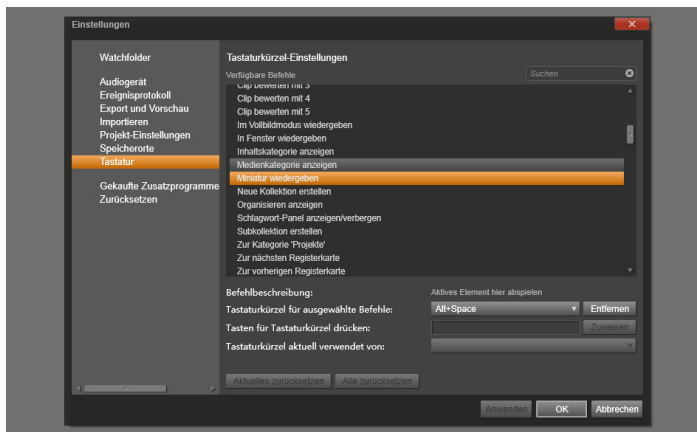 Einstellungen
Watchfolder
Audiogerät
Ereignisprotokoll
Export und Vorschau
Importieren
Projekt-Einstellungen
Speicherorte
Tastatur
Gekaufte Zusatzprogramme
Zurücksetzen
Tastaturkürzel-Einstellungen
Verfügbare Befehle
Suchen
Clip bewerten mit 3
Clip bewerten mit 4
Clip bewerten mit 5
Im Vollbildmodus wiedergeben
In Fenster wiedergeben
Inhaltskategorie anzeigen
Medienkategorie anzeigen
Miniatur wiedergeben
Neue Kollektion erstellen
Organisieren anzeigen
Schlagwort-Panel anzeigen/verbergen
Subkollektion erstellen
Zur Kategorie 'Projekte'
Zur nächsten Registerkarte
Zur vorherigen Registerkarte
Befehlbeschreibung: Aktives Element hier abspielen
Tastaturkürzel für ausgewählte Befehle: Alt+Space Entfernen
Tasten für Tastaturkürzel drücken: Zuweisen
Tastaturkürzel aktuell verwendet von:
Aktuelles zurücksetzen Alle zurücksetzen
Anwenden OK Abbrechen